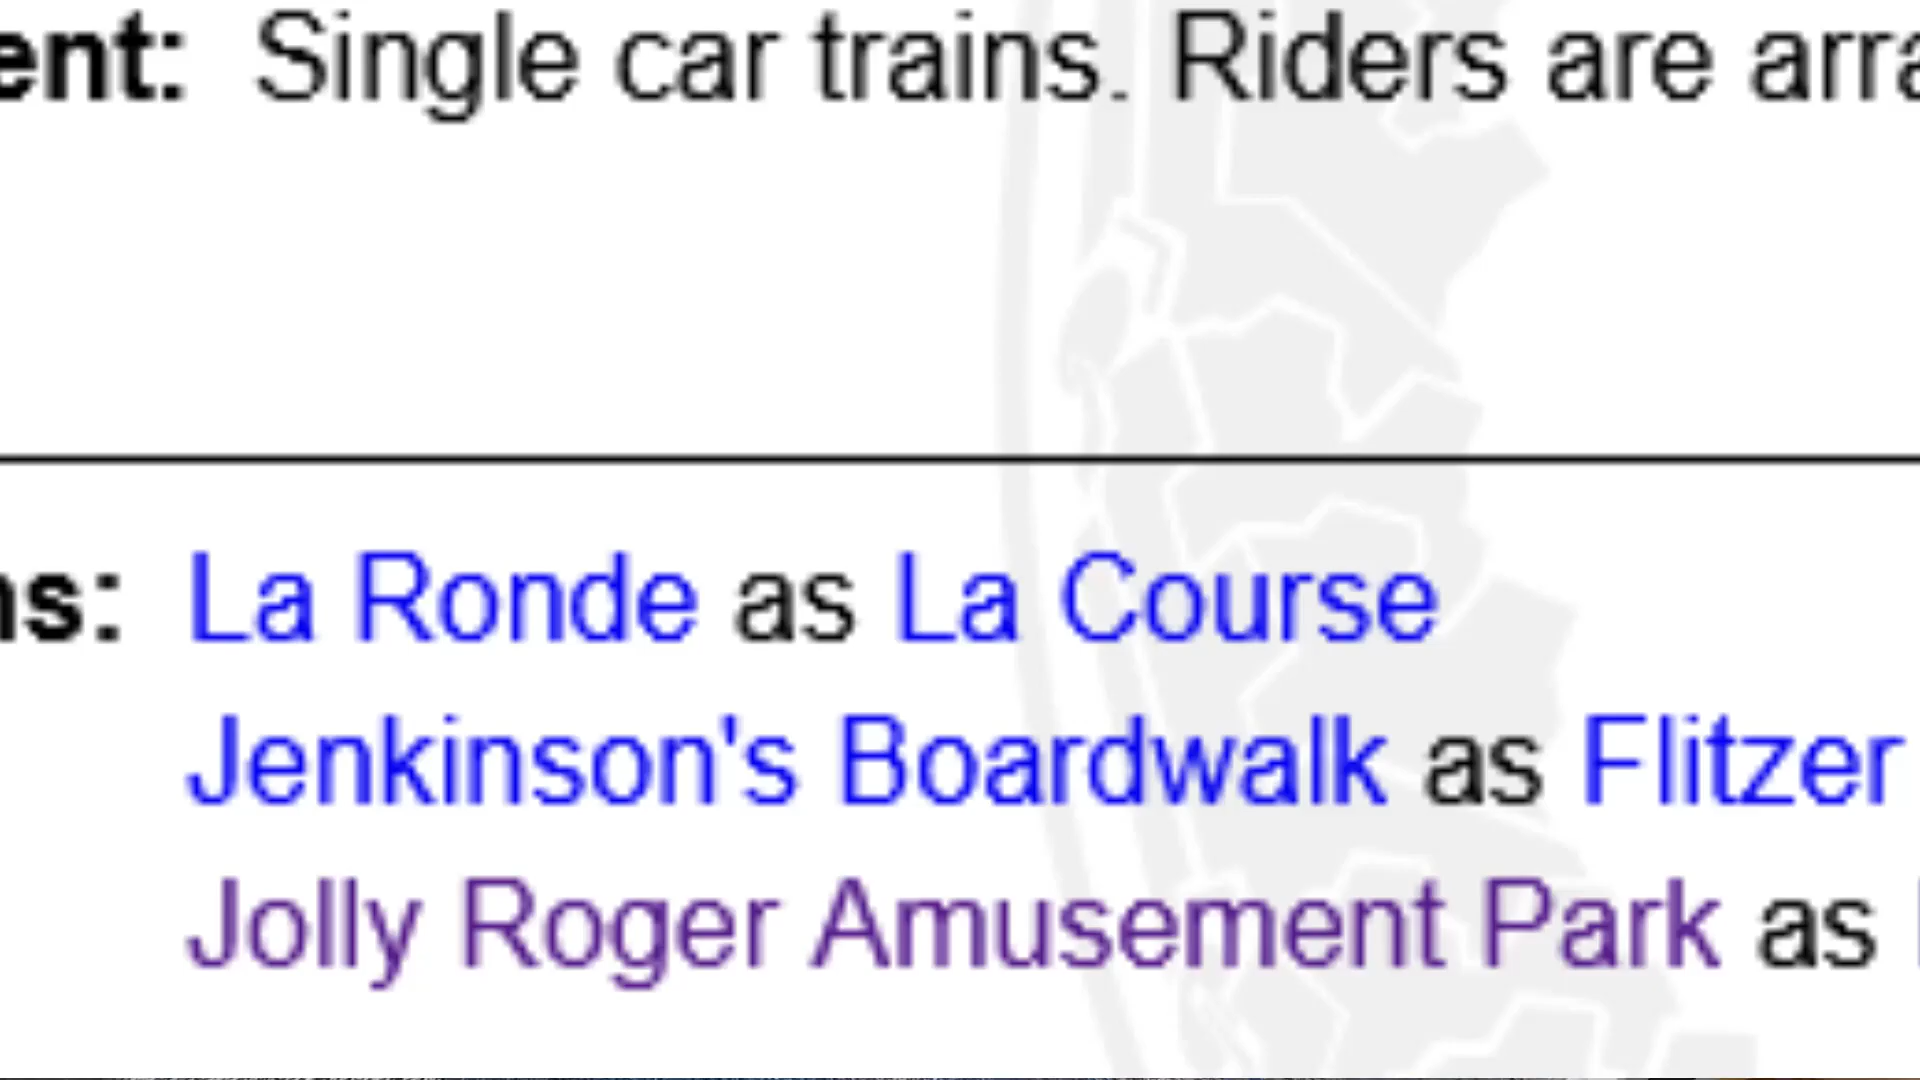 ent: Single car trains. Riders are arra
ns: La Ronde as La Course
Jenkinson's Boardwalk as Flitzer
Jolly Roger Amusement Park as